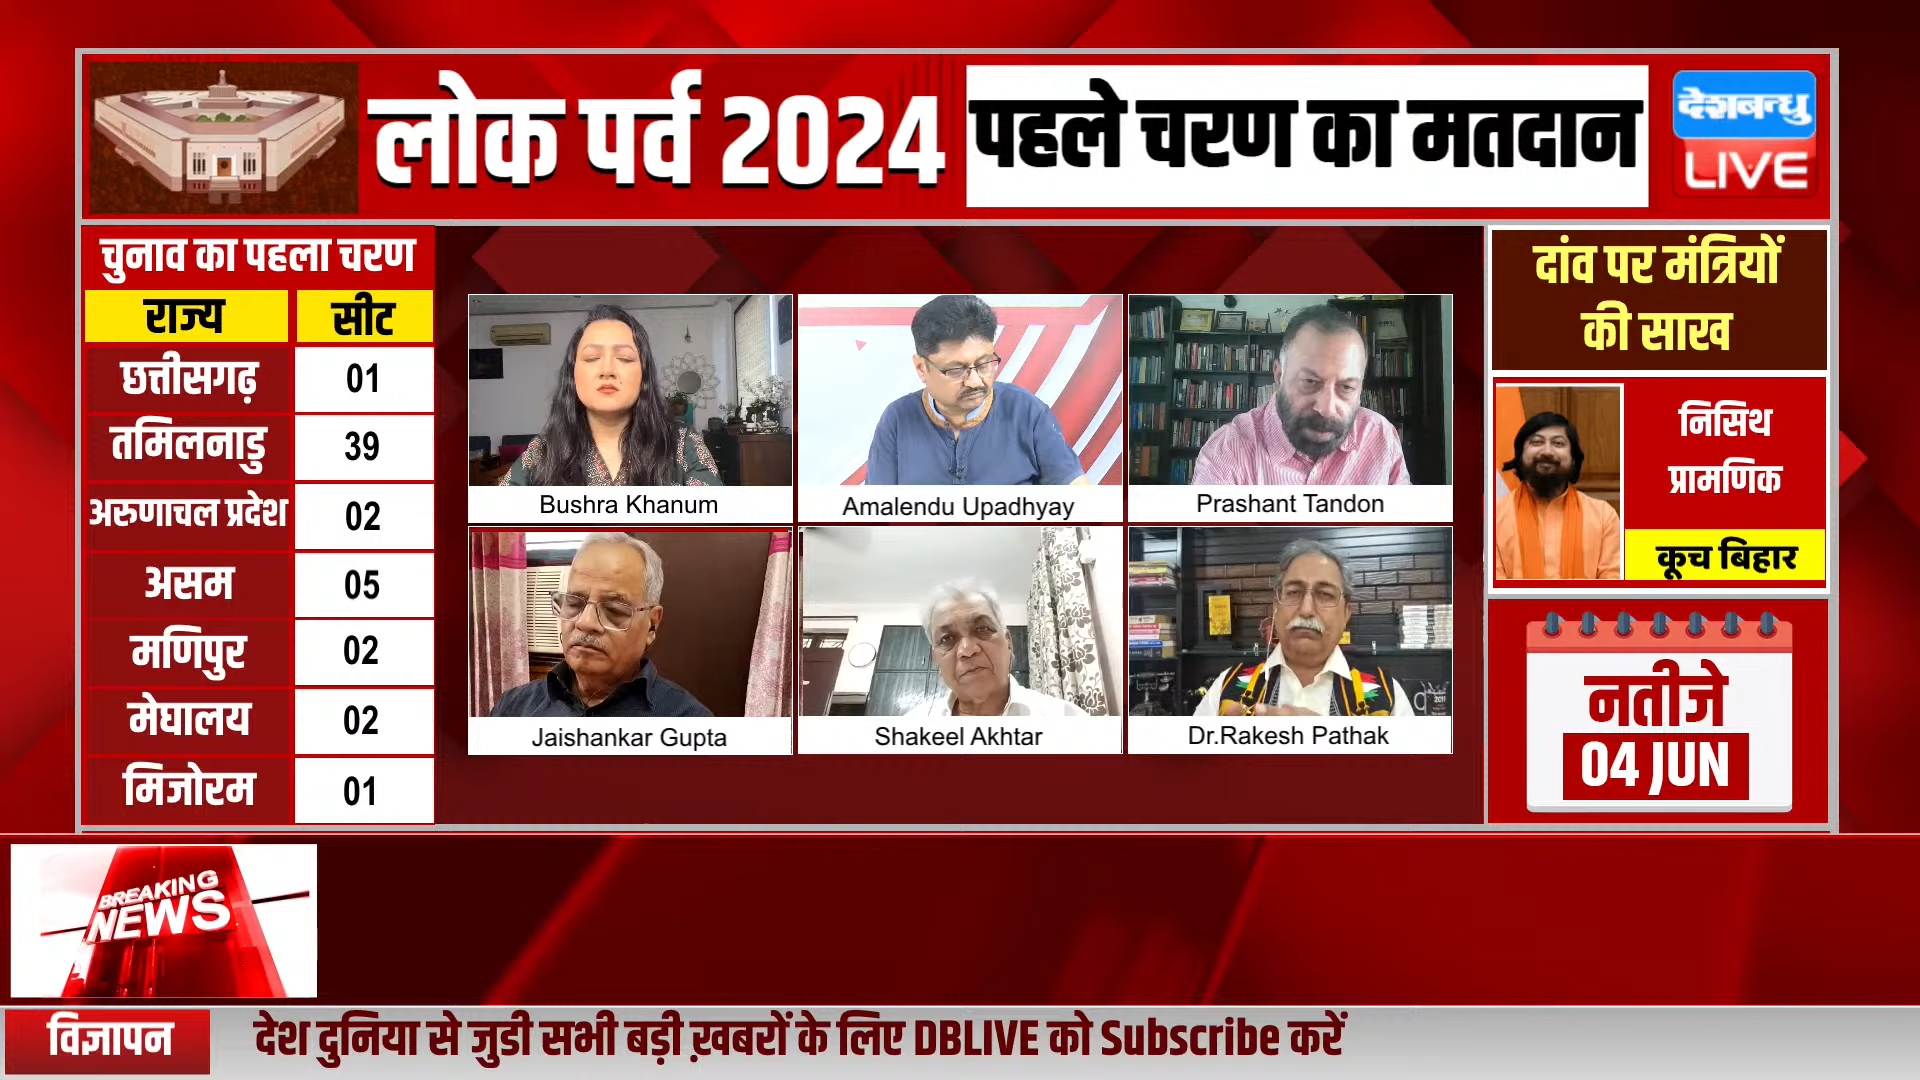 लोक पर्व 2024
पहले चरण का मतदान
देशबन्धु
LIVE
चुनाव का पहला चरण
राज्य सीट
छत्तीसगढ़ 01
तमिलनाडु 39
अरुणाचल प्रदेश 02
असम 05
मणिपुर 02
मेघालय 02
मिजोरम 01
Bushra Khanum
Amalendu Upadhyay
Prashant Tandon
Jaishankar Gupta
Shakeel Akhtar
Dr.Rakesh Pathak
दांव पर मंत्रियों
की साख
निसिथ
प्रामणिक
कूच बिहार
नतीजे
04 JUN
BREAKING
NEWS
विज्ञापन
देश दुनिया से जुडी सभी बड़ी ख़बरों के लिए DBLIVE को Subscribe करें